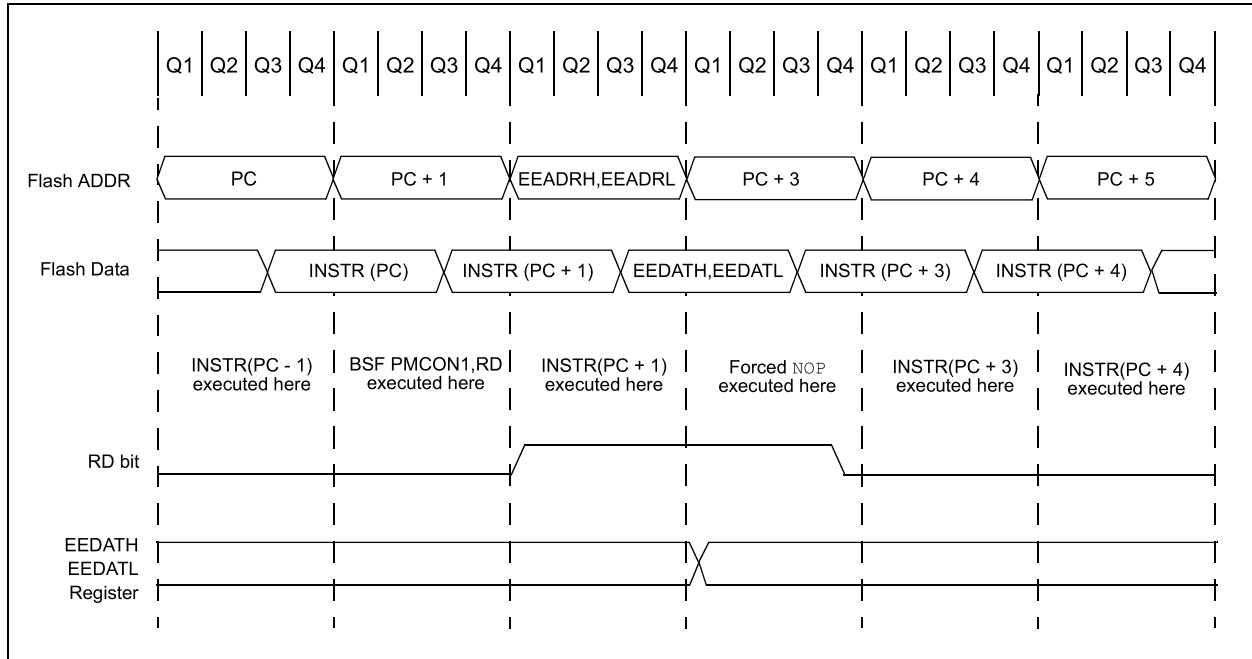 Q1 Q2 Q3 Q4 Q1 Q2 Q3 Q4 Q1 Q2 Q3 Q4 Q1 Q2 Q3 Q4 Q1 Q2 Q3 Q4 Q1 Q2 Q3 Q4
Flash ADDR PC PC + 1 EEADRH,EEADRL PC + 3 PC + 4 PC + 5
Flash Data INSTR (PC) INSTR (PC + 1) EEDATH,EEDATL INSTR (PC + 3) INSTR (PC + 4)
INSTR(PC - 1)
executed here
BSF PMCON1,RD
executed here
INSTR(PC + 1)
executed here
Forced NOP
executed here
INSTR(PC + 3)
executed here
INSTR(PC + 4)
executed here
RD bit
EEDATH
EEDATL
Register